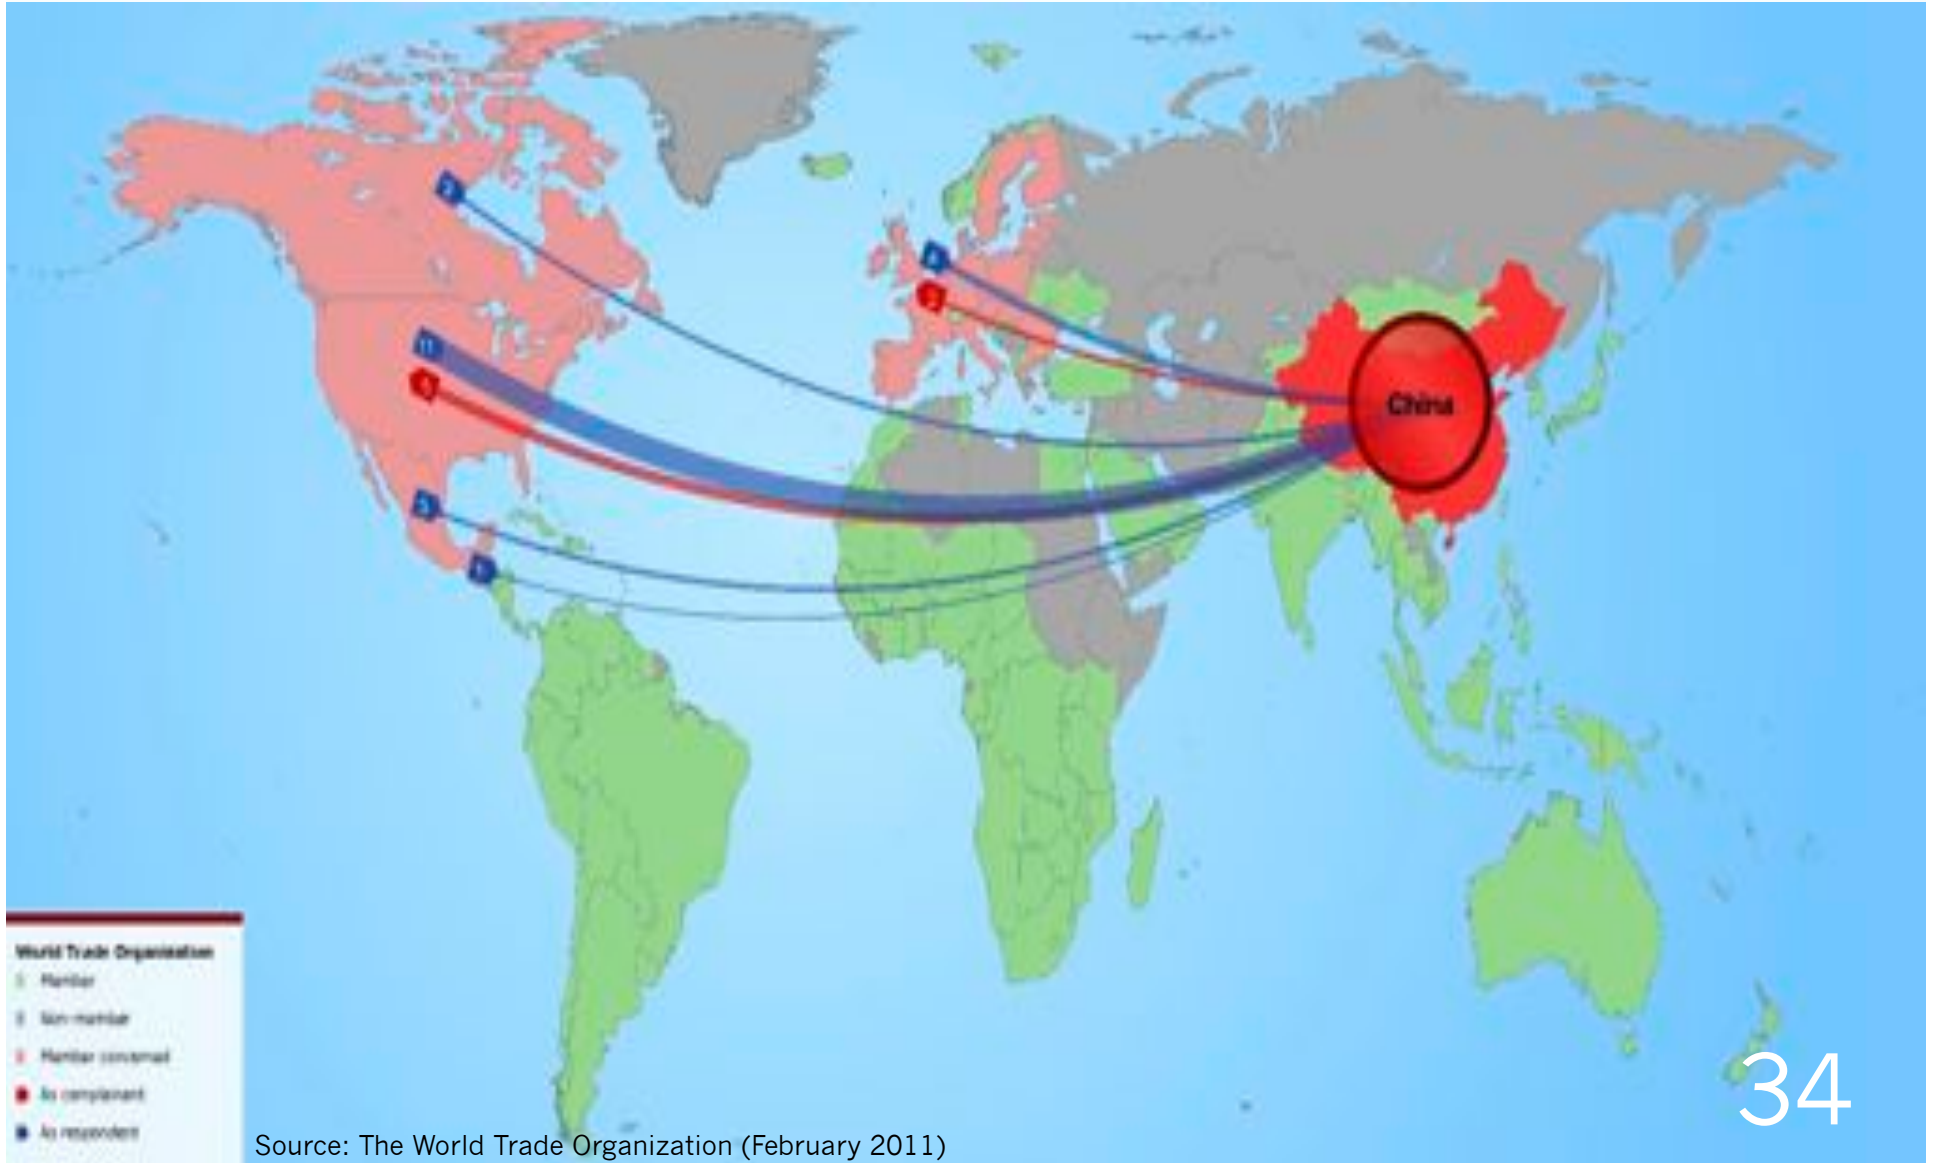 China
11
World Trade Organization
Member
Non-member
Member concerned
As complainant
As respondent
Source: The World Trade Organization (February 2011)
34